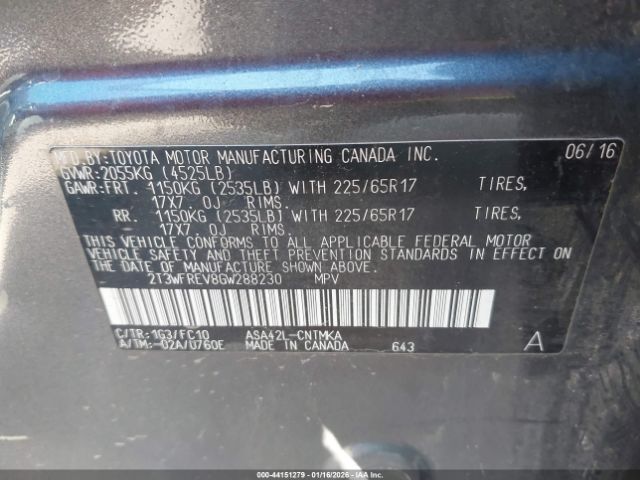 MFD.BY:TOYOTA MOTOR MANUFACTURING CANADA INC. 06/16
GVWR:2055KG (4525LB)
GAWR:FRT. 1150KG (2535LB) WITH 225/65R17 TIRES,
17X7.0J RIMS.
RR. 1150KG (2535LB) WITH 225/65R17 TIRES,
17X7.0J RIMS.
THIS VEHICLE CONFORMS TO ALL APPLICABLE FEDERAL MOTOR
VEHICLE SAFETY AND THEFT PREVENTION STANDARDS IN EFFECT ON
THE DATE OF MANUFACTURE SHOWN ABOVE.
2T3WFREV8GW288230 MPV
C/TR:1G3/FC10 ASA42L-CNTMKA
A/TM:-02A/U760E MADE IN CANADA 643 A
000-44151279 - 01/16/2026 - IAAI.COM